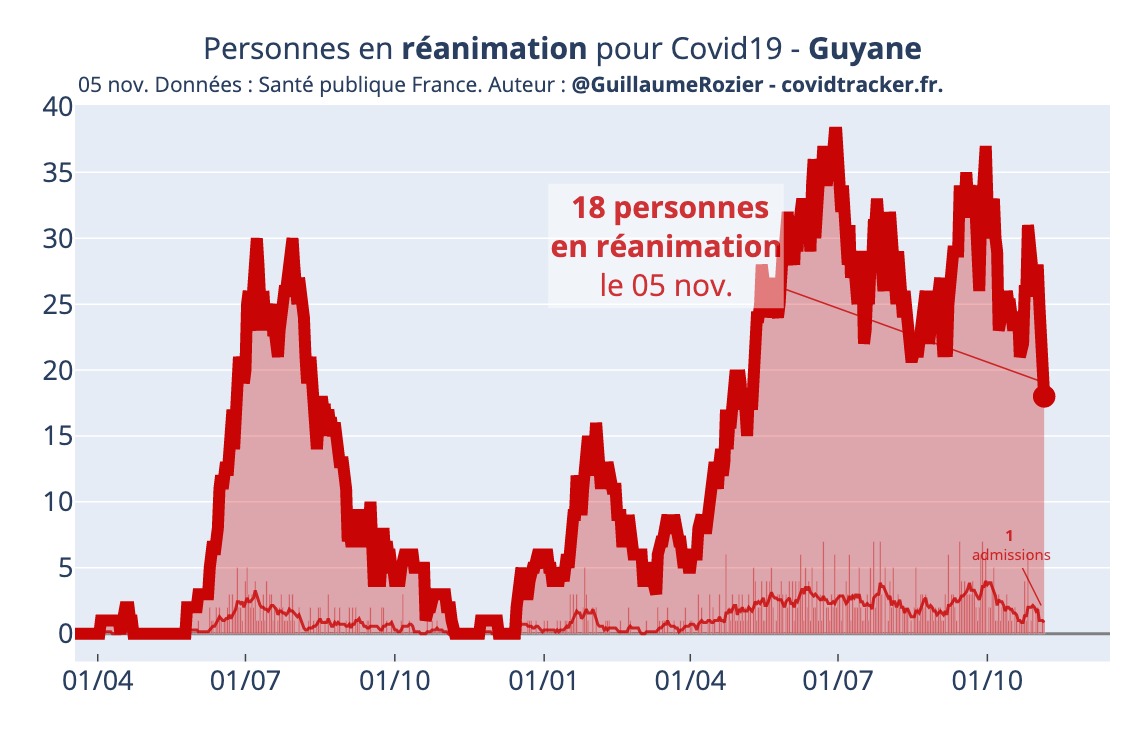 Personnes en réanimation pour Covid19 - Guyane
05 nov. Données : Santé publique France. Auteur : @GuillaumeRozier - covidtracker.fr.
40
35
30
25
20
15
10
5
0
18 personnes
en réanimation
le 05 nov.
1
admissions
01/04
01/07
01/10
01/01
01/04
01/07
01/10